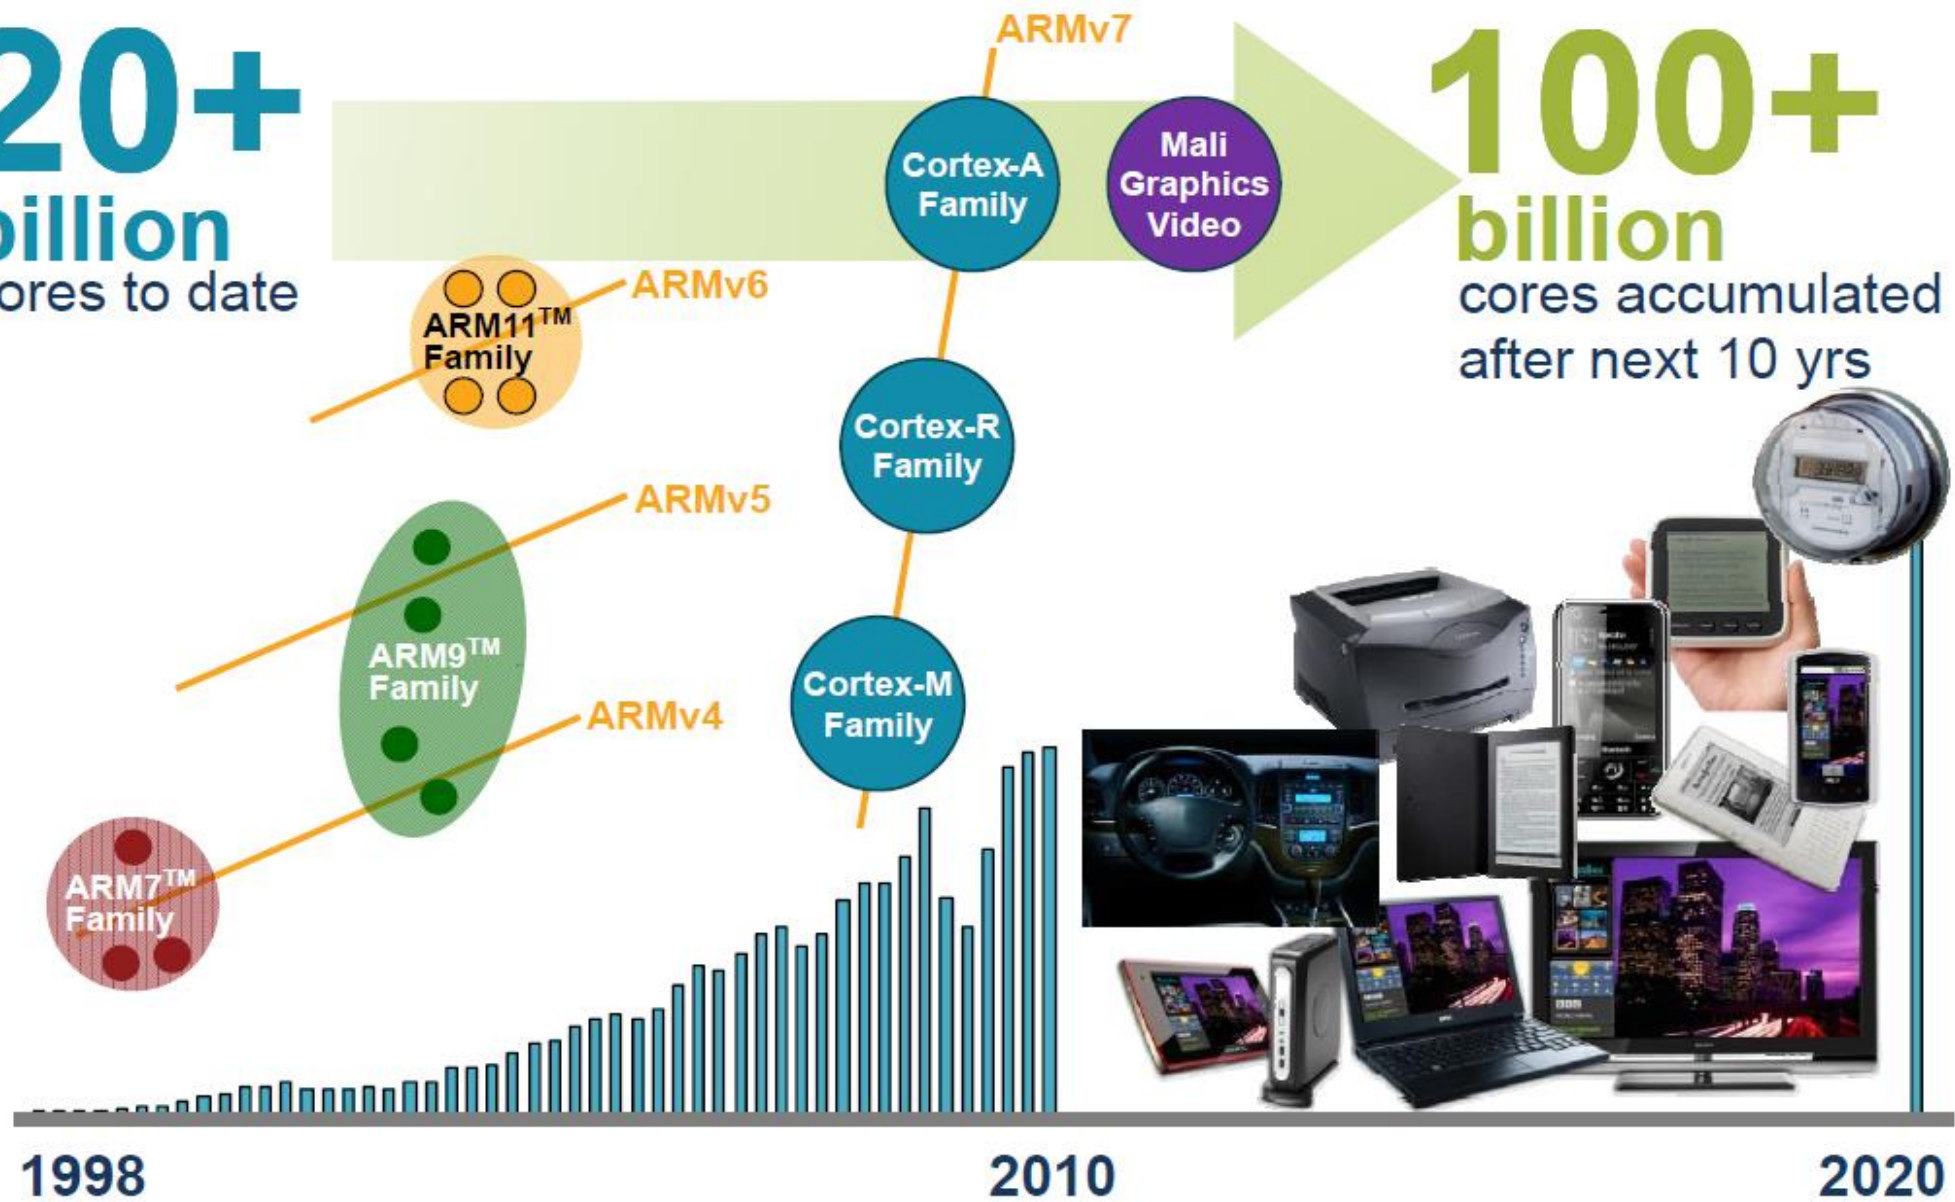 20+
billion
ores to date
ARMv7
Cortex-A
Family
Mali
Graphics
Video
100+
billion
cores accumulated
after next 10 yrs
ARM11™
Family
ARMv6
Cortex-R
Family
ARMv5
ARM9™
Family
Cortex-M
Family
ARMv4
ARM7™
Family
1998
2010
2020